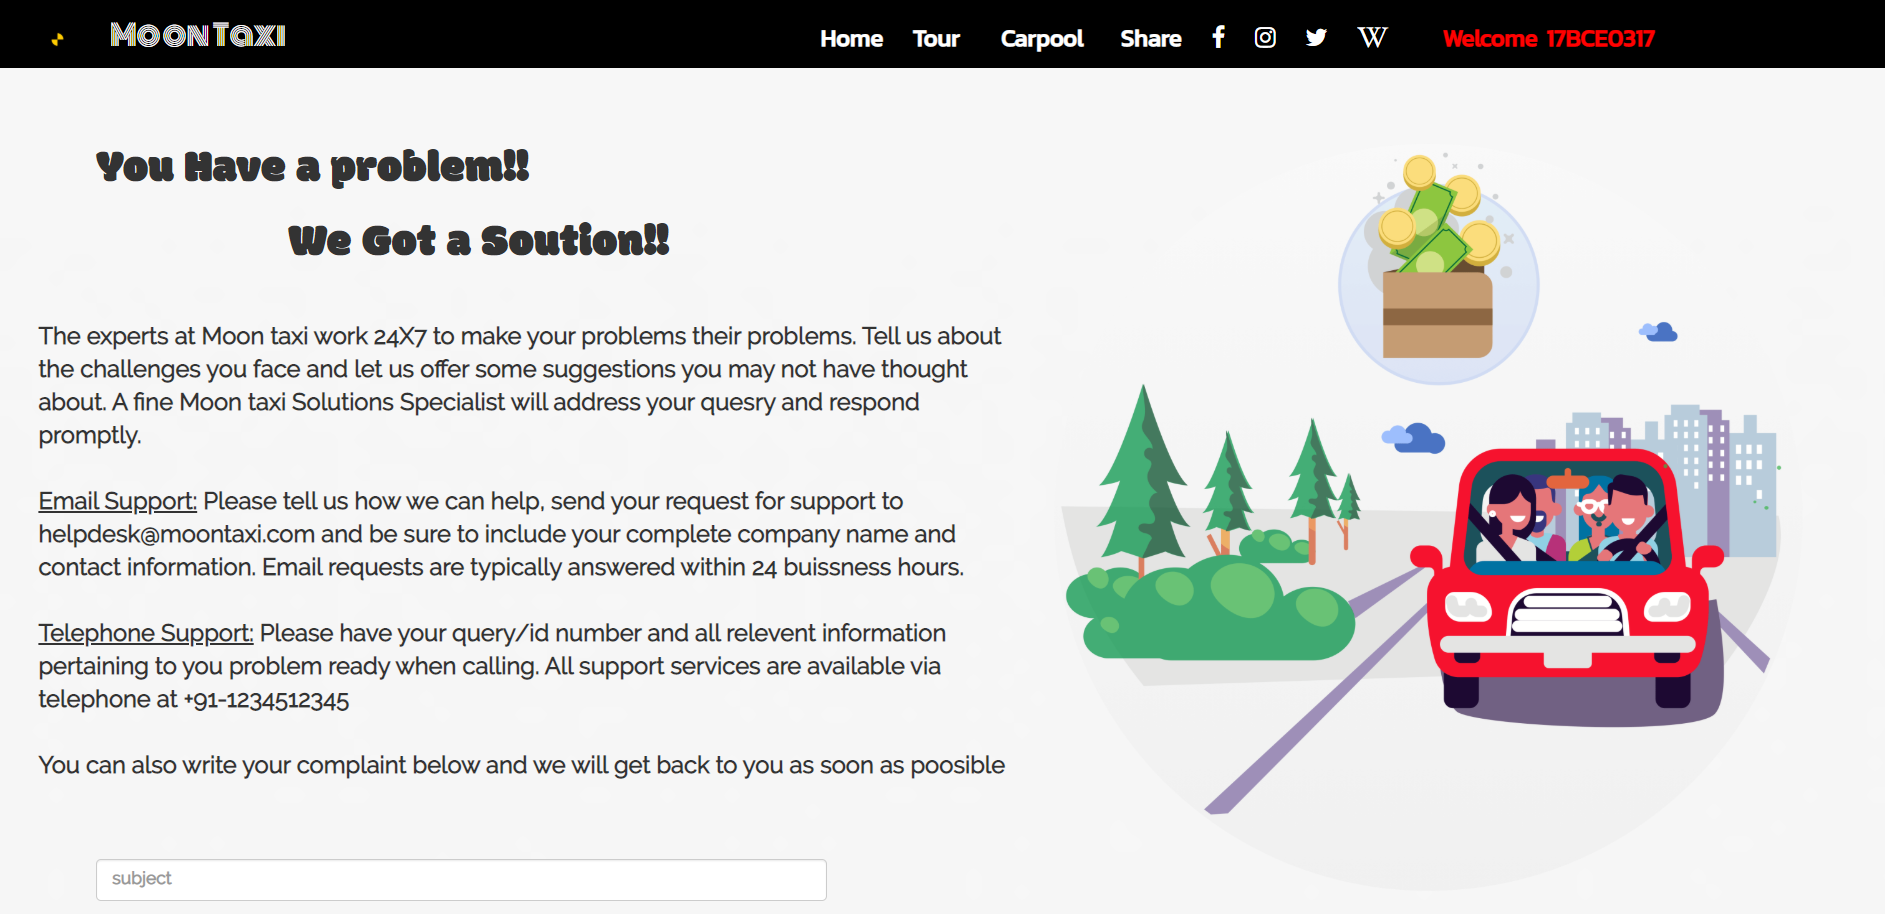 MOONTAXI
Home Tour Carpool Share Welcome 17BCE0317
You Have a problem!!
We Got a Soution!!
The experts at Moon taxi work 24X7 to make your problems their problems. Tell us about
the challenges you face and let us offer some suggestions you may not have thought
about. A fine Moon taxi Solutions Specialist will address your quesry and respond
promptly.
Email Support: Please tell us how we can help, send your request for support to
helpdesk@moontaxi.com and be sure to include your complete company name and
contact information. Email requests are typically answered within 24 buissness hours.
Telephone Support: Please have your query/id number and all relevent information
pertaining to you problem ready when calling. All support services are available via
telephone at +91-1234512345
You can also write your complaint below and we will get back to you as soon as poosible
subject